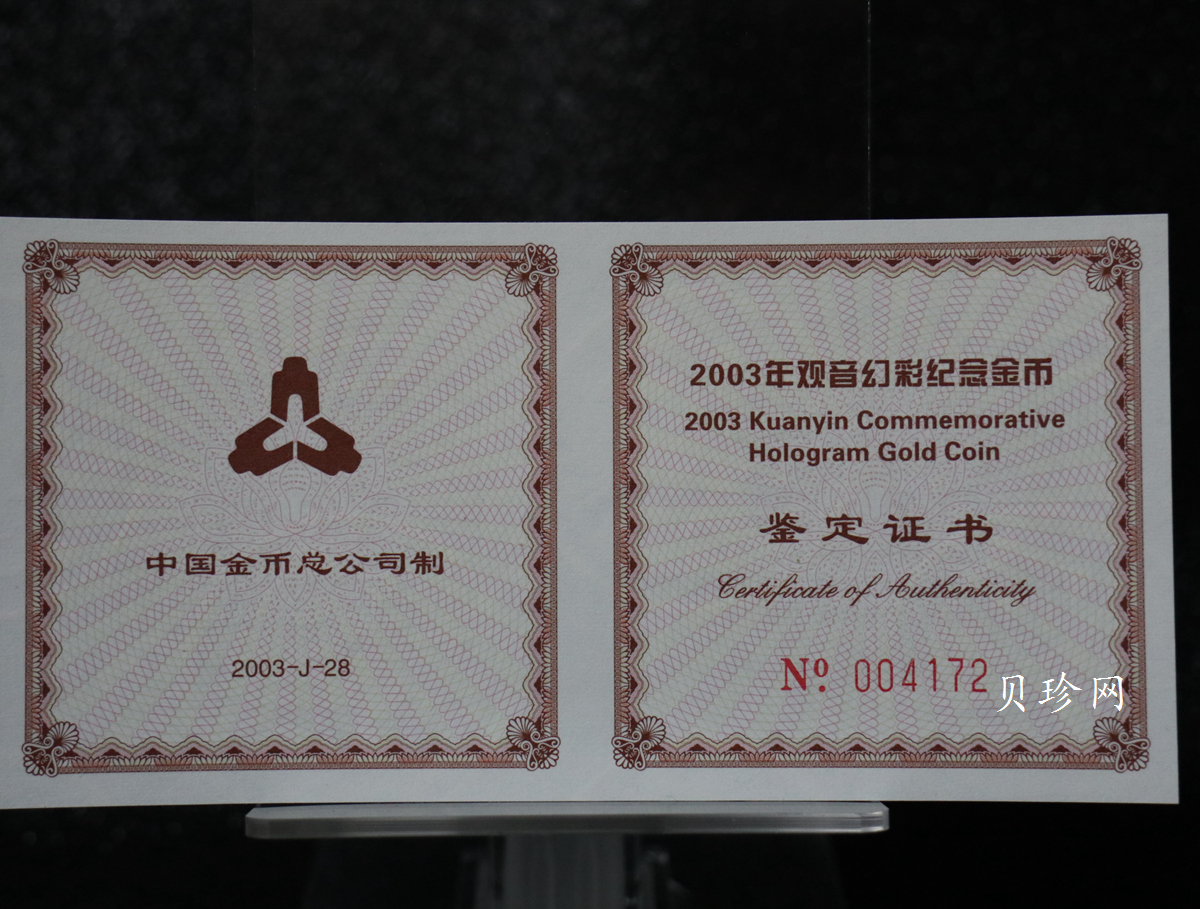 中国金币总公司制
2003-J-28
2003年观音幻彩纪念金币
2003 Kuanyin Commemorative
Hologram Gold Coin
鉴定证书
Certificate of Authenticity
Nº 004172
贝珍网